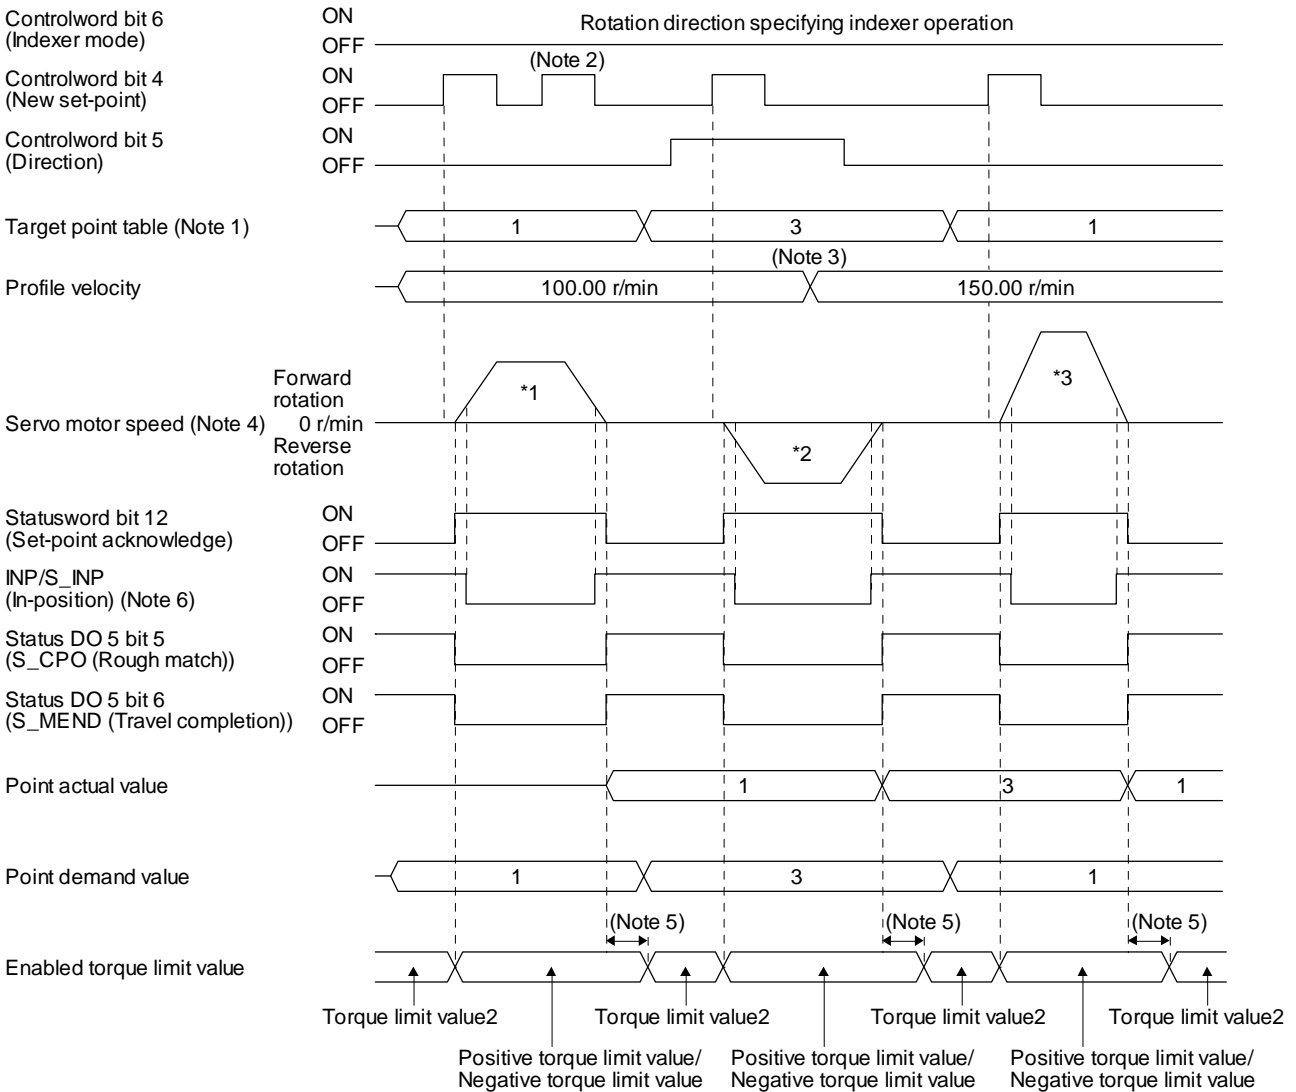 Controlword bit 6
(Indexer mode)
ON
OFF
Rotation direction specifying indexer operation
Controlword bit 4
(New set-point)
ON
OFF
(Note 2)
Controlword bit 5
(Direction)
ON
OFF
Target point table (Note 1)
1
3
1
Profile velocity
100.00 r/min
(Note 3)
150.00 r/min
Servo motor speed (Note 4)
Forward
rotation
0 r/min
Reverse
rotation
*1
*2
*3
Statusword bit 12
(Set-point acknowledge)
ON
OFF
INP/S_INP
(In-position) (Note 6)
ON
OFF
Status DO 5 bit 5
(S_CPO (Rough match))
ON
OFF
Status DO 5 bit 6
(S_MEND (Travel completion))
ON
OFF
Point actual value
1
3
1
Point demand value
1
3
1
(Note 5)
(Note 5)
(Note 5)
Enabled torque limit value
Torque limit value2
Torque limit value2
Torque limit value2
Torque limit value2
Positive torque limit value/
Negative torque limit value
Positive torque limit value/
Negative torque limit value
Positive torque limit value/
Negative torque limit value